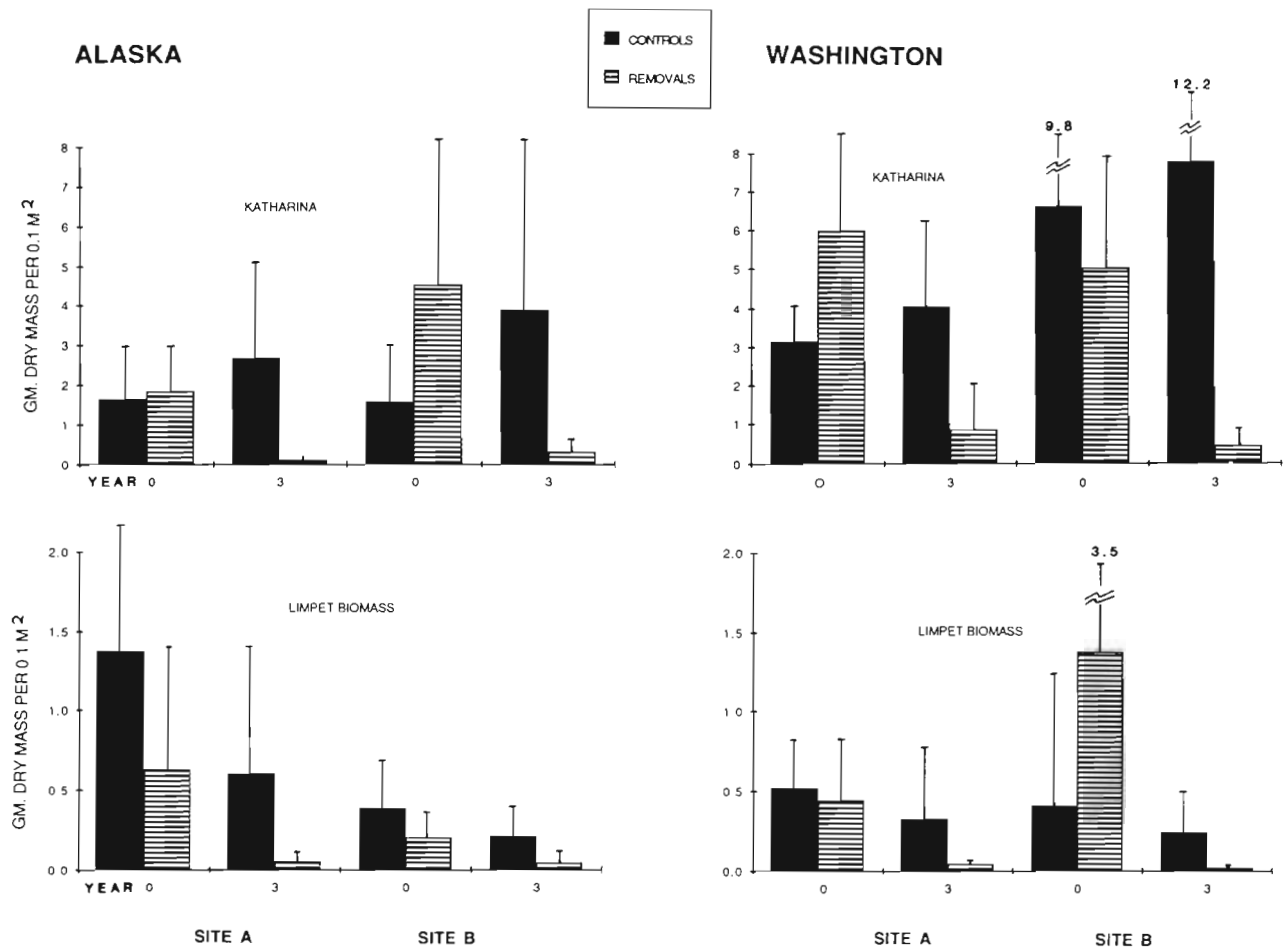 CONTROLS
REMOVALS
ALASKA
WASHINGTON
8
7
6
5
4
3
2
1
0
GM. DRY MASS PER 0.1 M2
KATHARINA
YEAR 0 3 0 3
9.8
12.2
8
7
6
5
4
3
2
1
0
KATHARINA
O 3 0 3
2.0
1.5
1.0
0 5
0.0
GM. DRY MASS PER 0 1 M2
LIMPET BIOMASS
YEAR 0 3 0 3
SITE A SITE B
3.5
2.0
1.5
1.0
0 5
0.0
LIMPET BIOMASS
0 3 0 3
SITE A SITE B